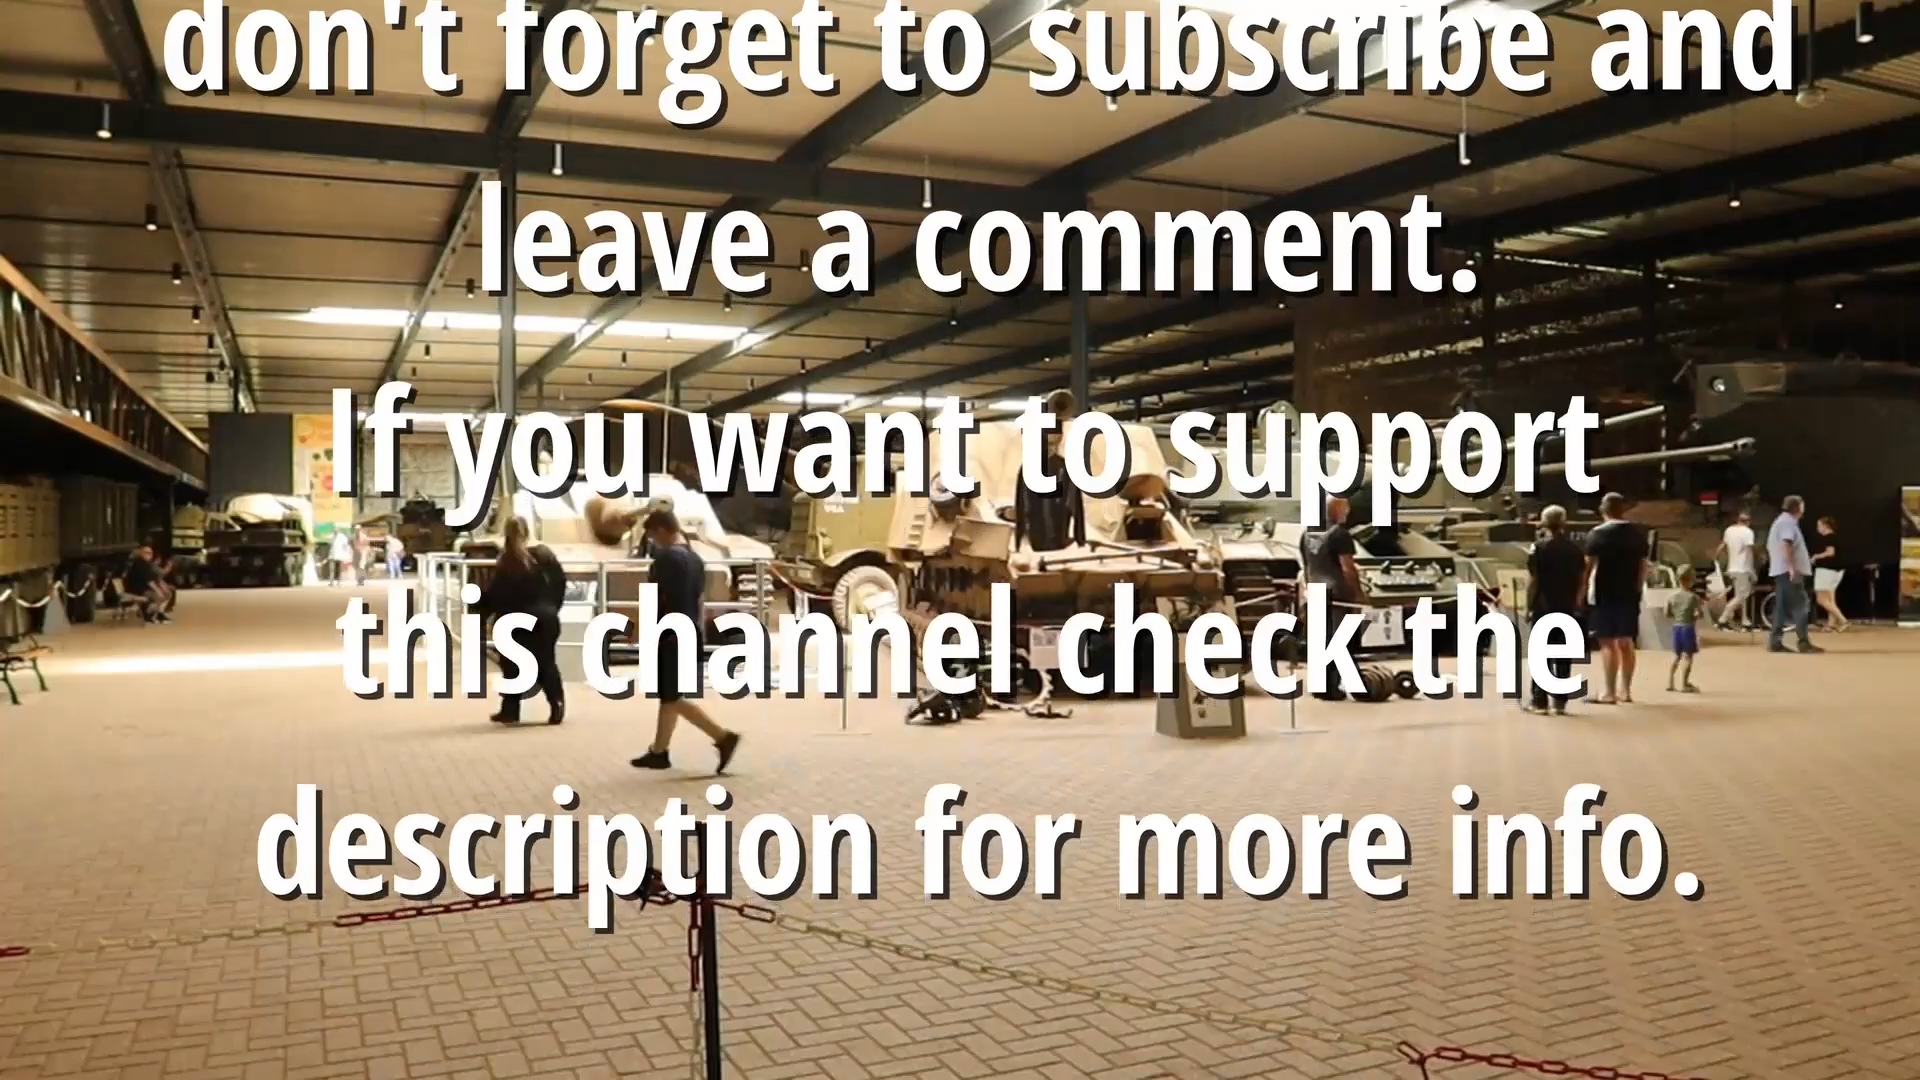 don't forget to subscribe and
leave a comment.
If you want to support
this channel check the
description for more info.